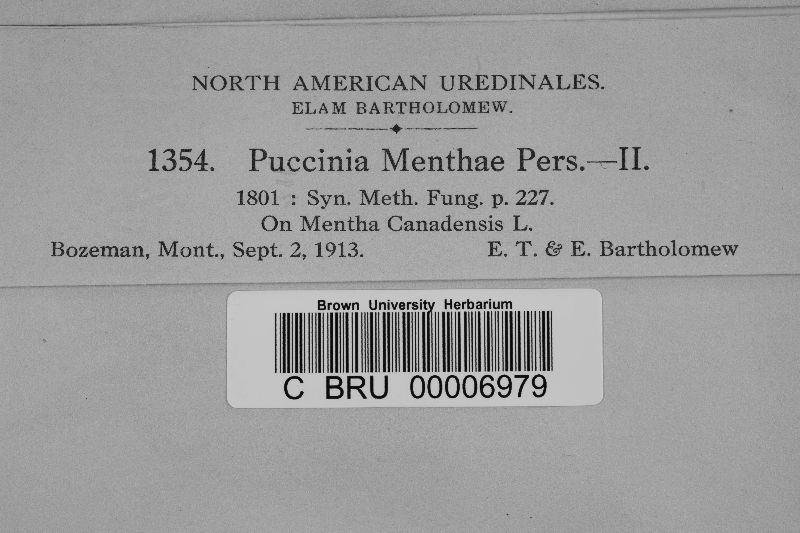 NORTH AMERICAN UREDINALES.
ELAM BARTHOLOMEW.
1354. Puccinia Menthae Pers.—II.
1801 : Syn. Meth. Fung. p. 227.
On Mentha Canadensis L.
Bozeman, Mont., Sept. 2, 1913. E. T. & E. Bartholomew
Brown University Herbarium
C BRU 00006979